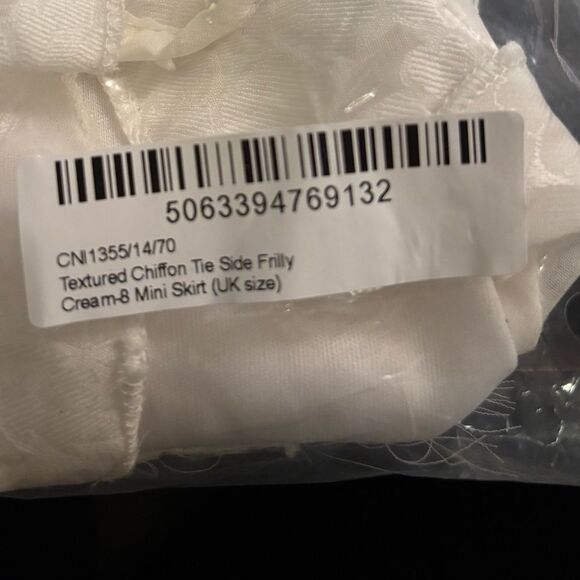 5063394769132
CNI1355/14/70
Textured Chiffon Tie Side Frilly
Cream-8 Mini Skirt (UK size)